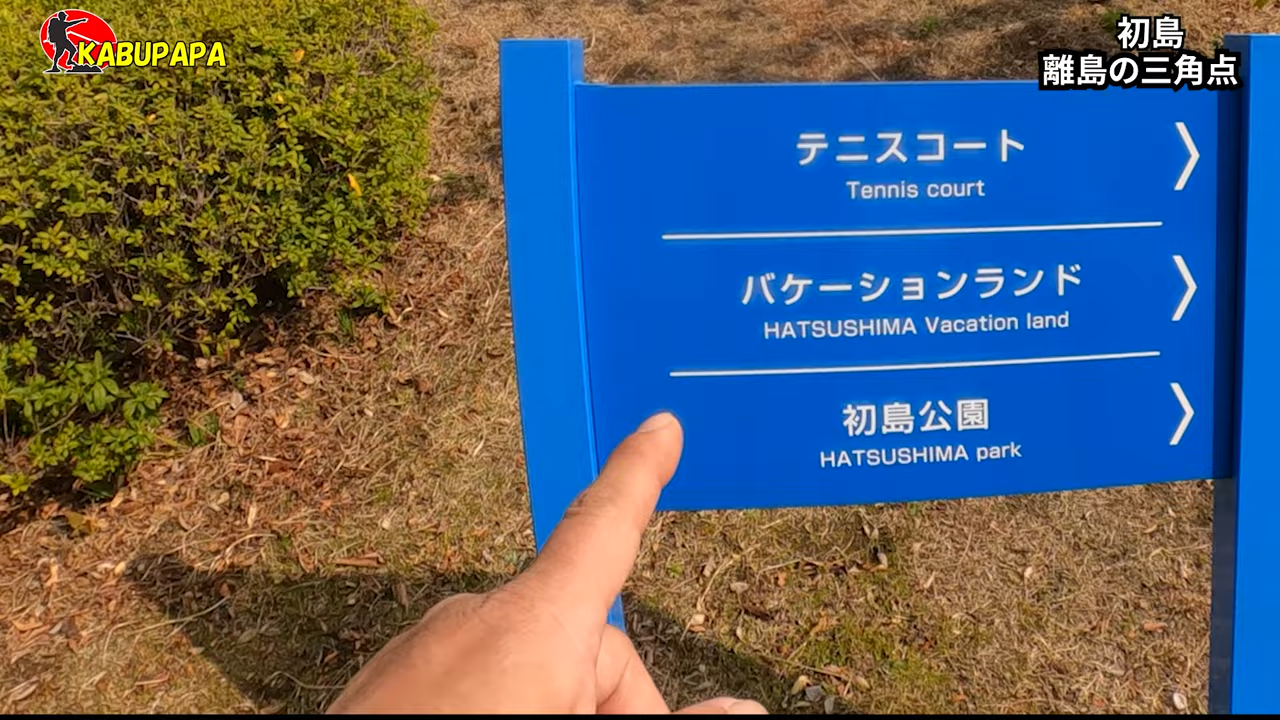 KABUPAPA
初島
離島の三角点
テニスコート
Tennis court
バケーションランド
HATSUSHIMA Vacation land
初島公園
HATSUSHIMA park